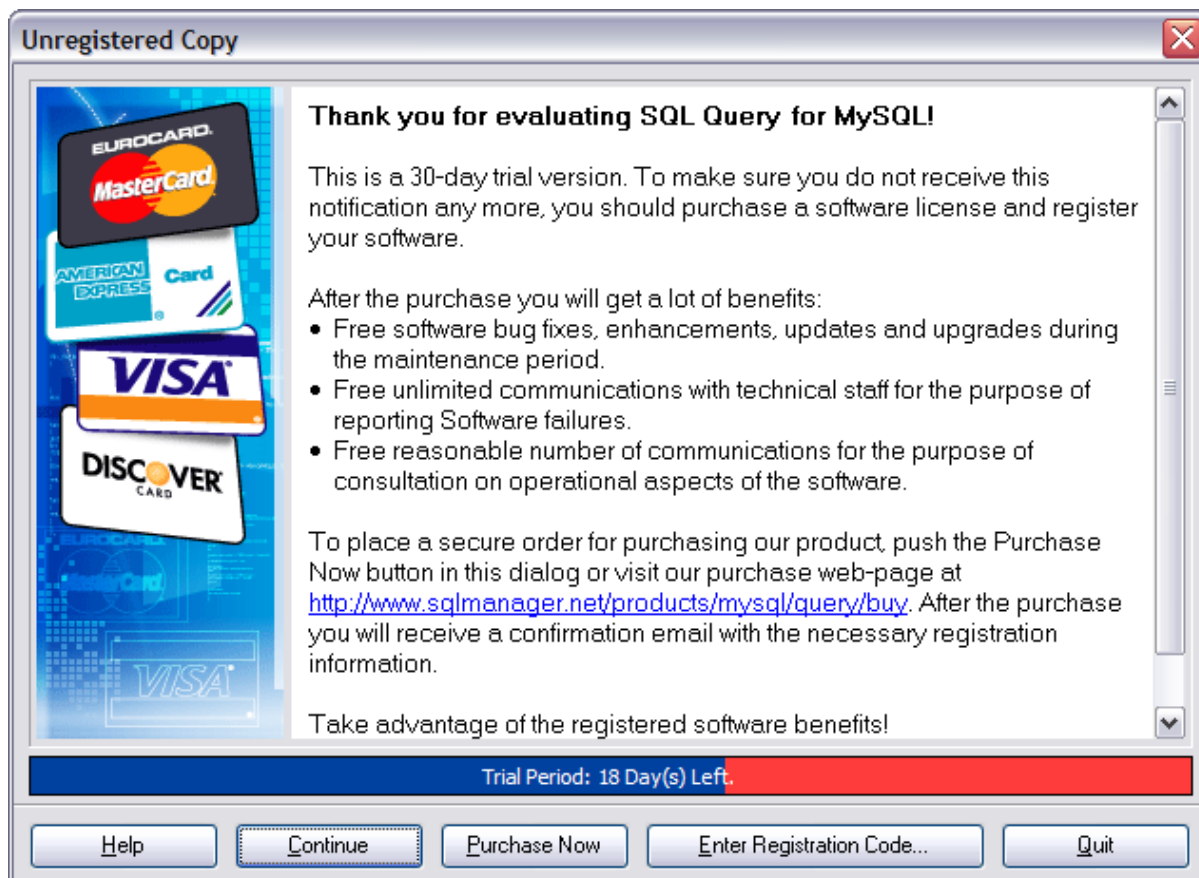 Unregistered Copy
EUROCARD.
MasterCard
AMERICAN
EXPRESS
Card
VISA
DISCOVER
CARD
EUROCARD
MasterCard
VISA
Thank you for evaluating SQL Query for MySQL!
This is a 30-day trial version. To make sure you do not receive this
notification any more, you should purchase a software license and register
your software.
After the purchase you will get a lot of benefits:
• Free software bug fixes, enhancements, updates and upgrades during
the maintenance period.
• Free unlimited communications with technical staff for the purpose of
reporting Software failures.
• Free reasonable number of communications for the purpose of
consultation on operational aspects of the software.
To place a secure order for purchasing our product, push the Purchase
Now button in this dialog or visit our purchase web-page at
http://www.sqlmanager.net/products/mysql/query/buy. After the purchase
you will receive a confirmation email with the necessary registration
information.
Take advantage of the registered software benefits!
Trial Period: 18 Day(s) Left.
Help
Continue
Purchase Now
Enter Registration Code...
Quit